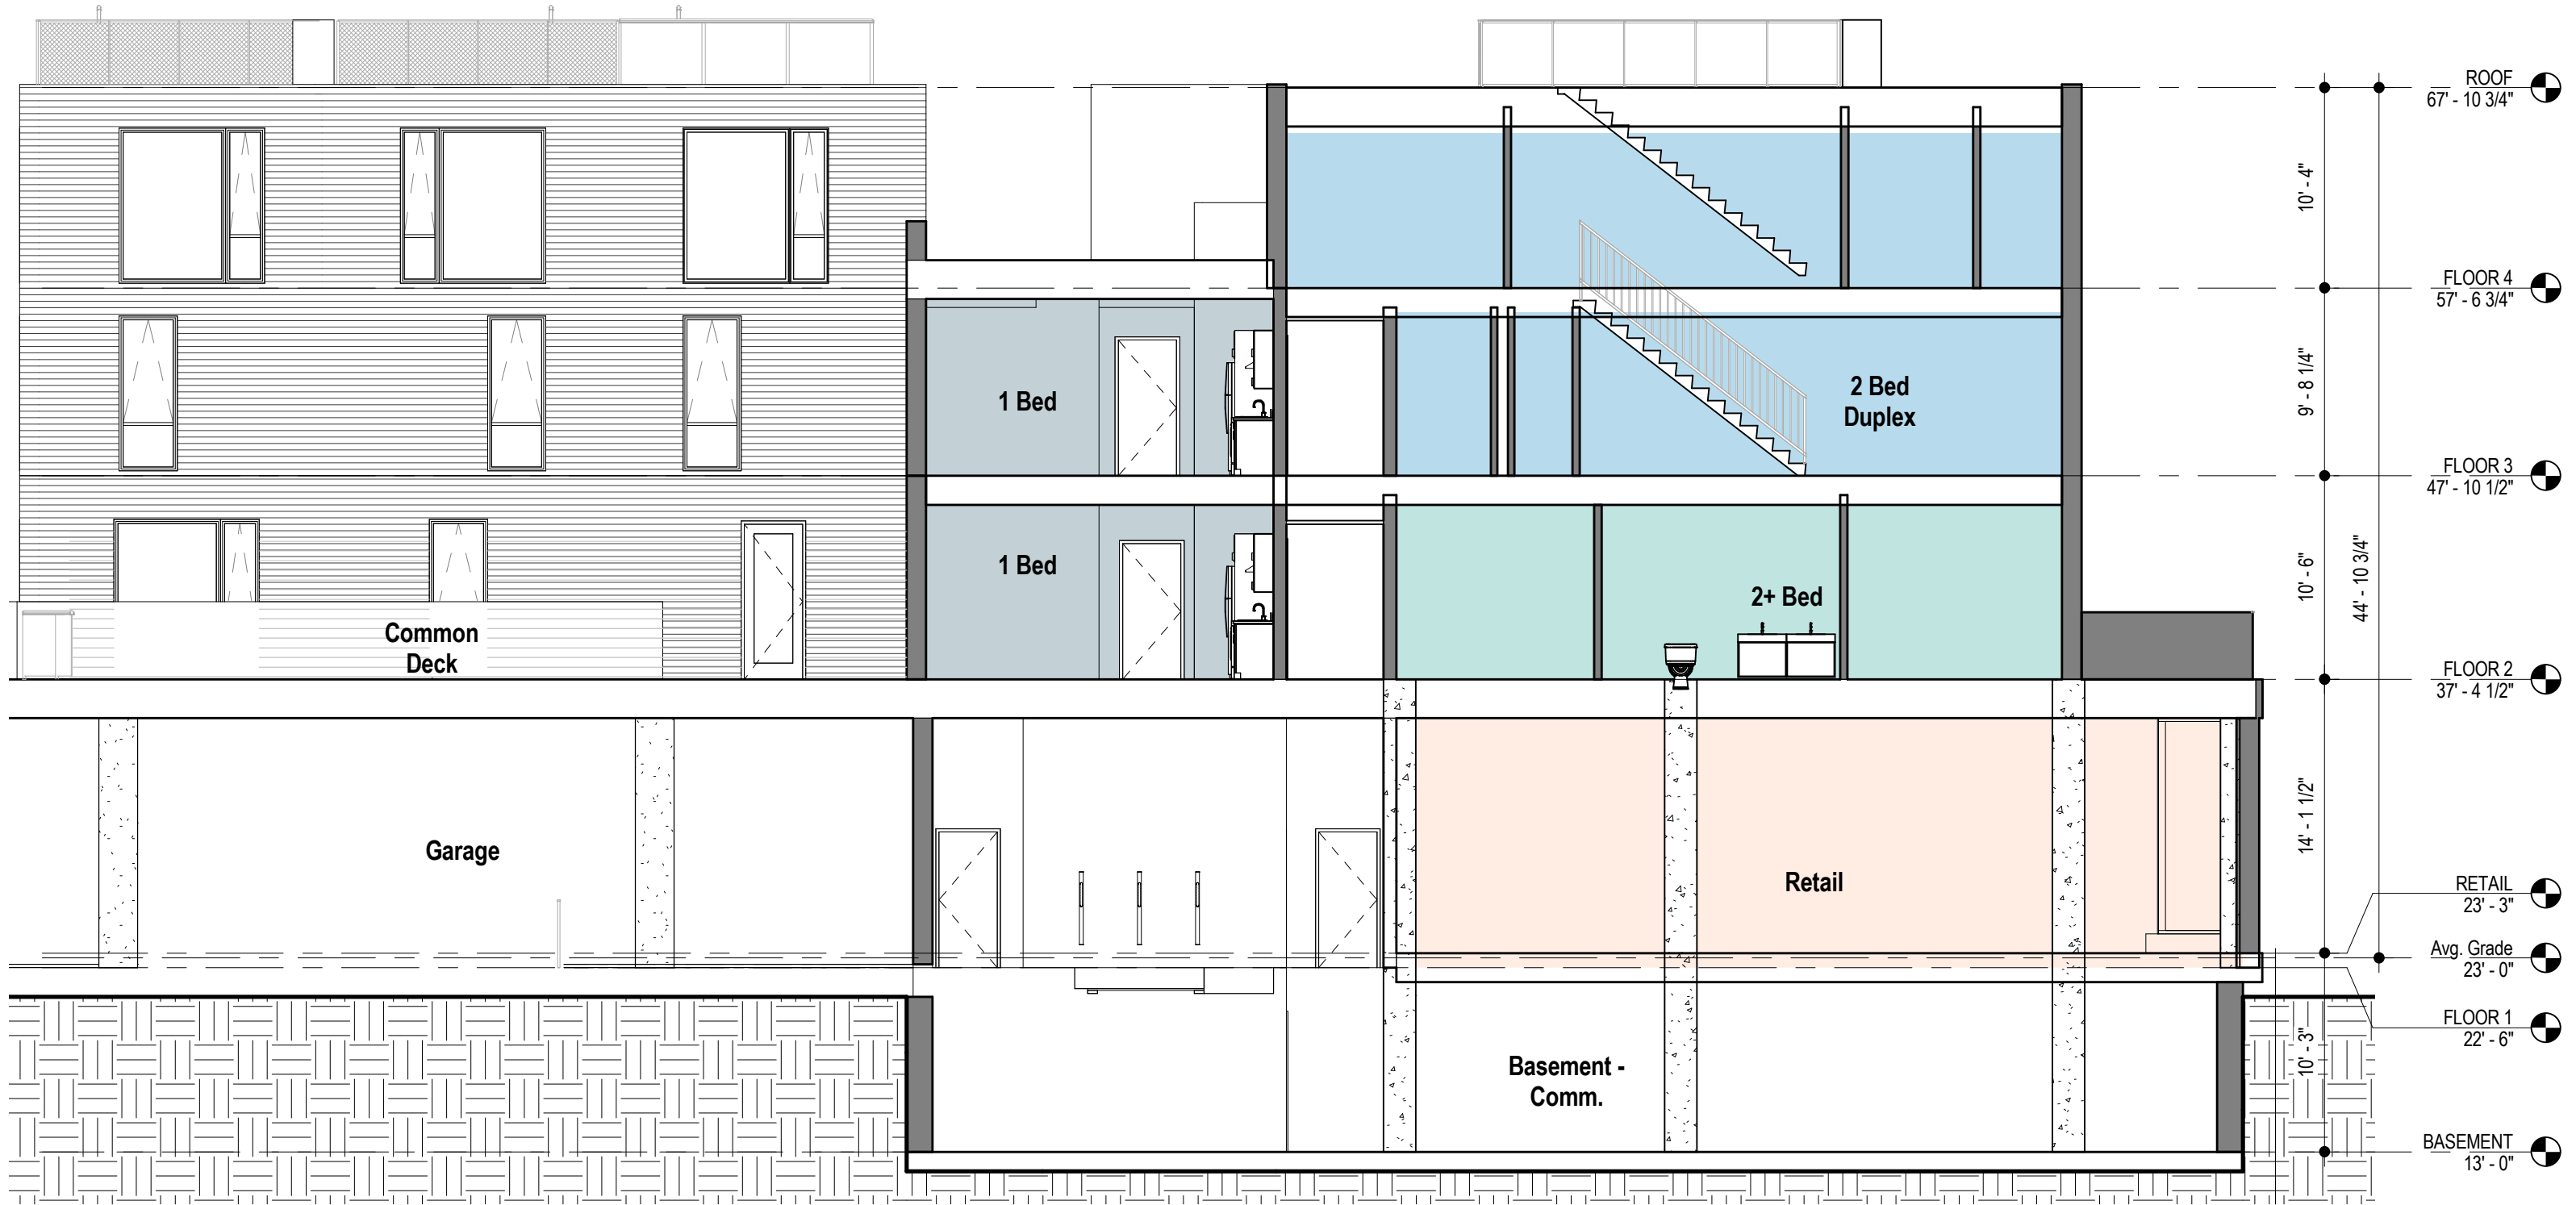 ROOF
67' - 10 3/4"
10' - 4"
FLOOR 4
57' - 6 3/4"
1 Bed
2 Bed
Duplex
9' - 8 1/4"
FLOOR 3
47' - 10 1/2"
1 Bed
2+ Bed
10' - 6"
44' - 10 3/4"
Common
Deck
FLOOR 2
37' - 4 1/2"
Garage
Retail
14' - 1 1/2"
RETAIL
23' - 3"
Avg. Grade
23' - 0"
FLOOR 1
22' - 6"
Basement -
Comm.
10' - 3"
BASEMENT
13' - 0"